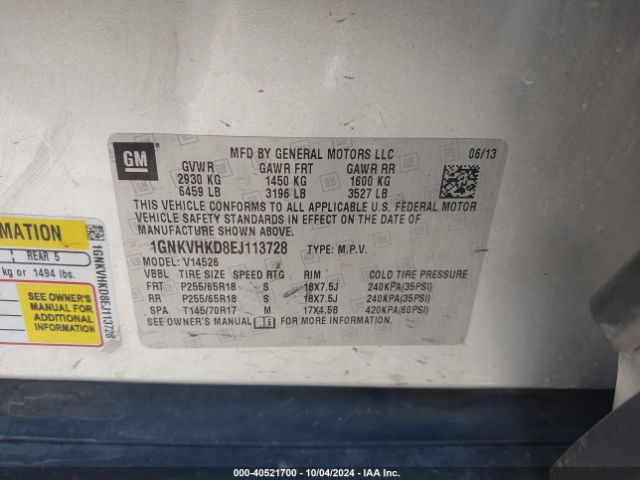 GM
MFD BY GENERAL MOTORS LLC 06/13
GVWR GAWR FRT GAWR RR
2930 KG 1450 KG 1600 KG
6459 LB 3196 LB 3527 LB
THIS VEHICLE CONFORMS TO ALL APPLICABLE U.S. FEDERAL MOTOR
VEHICLE SAFETY STANDARDS IN EFFECT ON THE DATE OF
MANUFACTURE SHOWN ABOVE.
1GNKVHKD8EJ113728 TYPE: M.P.V.
MODEL: V14526
VBBL TIRE SIZE SPEED RTG RIM COLD TIRE PRESSURE
FRT P255/65R18 S 18X7.5J 240KPA(35PSI)
RR P255/65R18 S 18X7.5J 240KPA(35PSI)
SPA T145/70R17 M 17X4.5B 420KPA(60PSI)
SEE OWNER'S MANUAL FOR MORE INFORMATION.
MATION
REAR 5
kg or 1494 lbs.
SEE OWNER'S
MANUAL FOR
ADDITIONAL
INFORMATION
1GNKVHKD8EJ113728
000-40521700 - 10/04/2024 - IAA Inc.